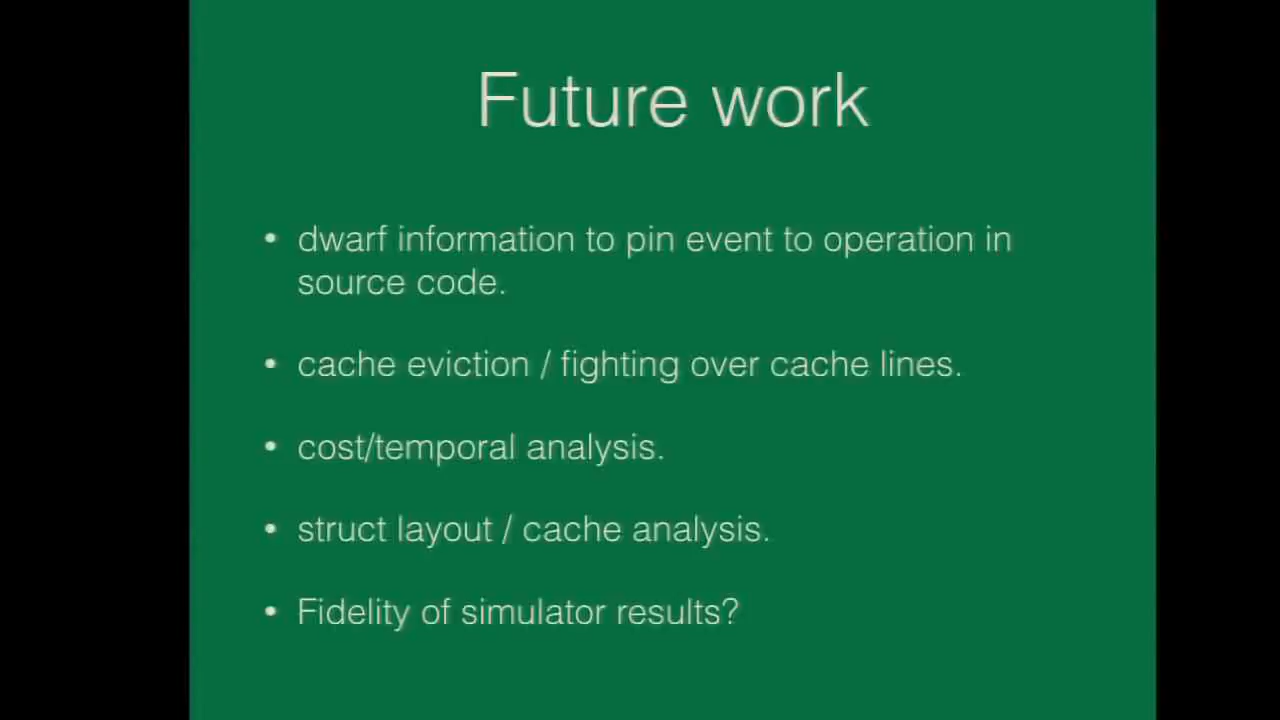 Future work
• dwarf information to pin event to operation in
source code.
• cache eviction / fighting over cache lines.
• cost/temporal analysis.
• struct layout / cache analysis.
• Fidelity of simulator results?